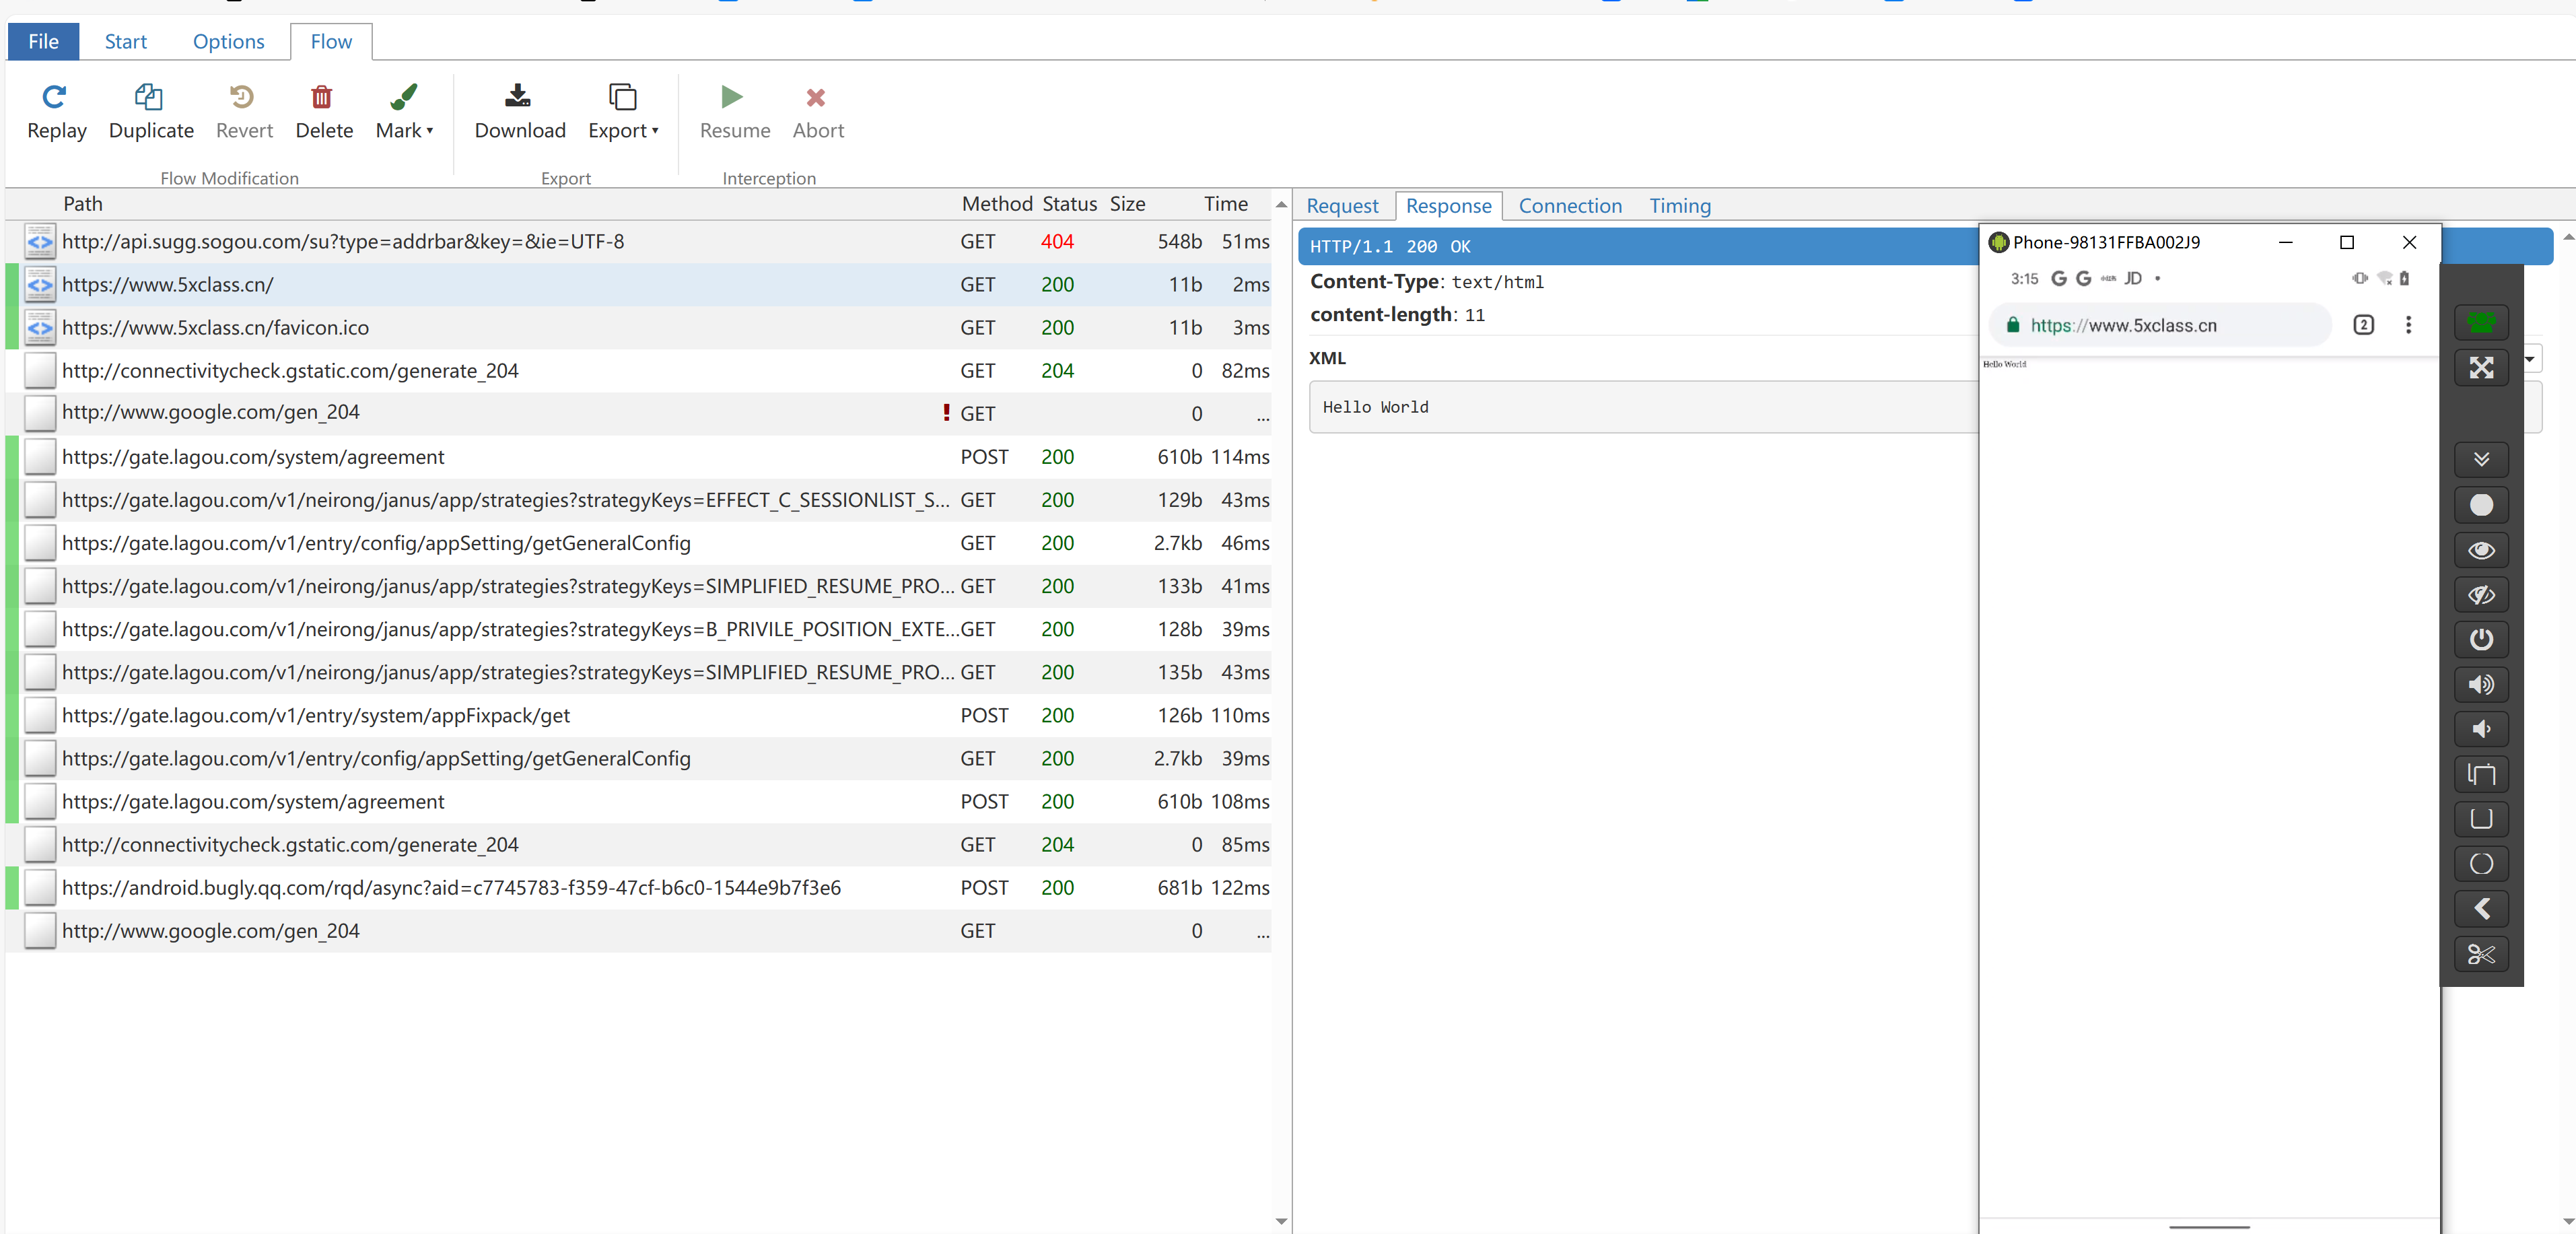 File Start Options Flow
Replay Duplicate Revert Delete Mark Download Export Resume Abort
Flow Modification Export Interception
Path Method Status Size Time
http://api.sugg.sogou.com/su?type=addrbar&key=&ie=UTF-8 GET 404 548b 51ms
https://www.5xclass.cn/ GET 200 11b 2ms
https://www.5xclass.cn/favicon.ico GET 200 11b 3ms
http://connectivitycheck.gstatic.com/generate_204 GET 204 0 82ms
http://www.google.com/gen_204 ! GET 0 ...
https://gate.lagou.com/system/agreement POST 200 610b 114ms
https://gate.lagou.com/v1/neirong/janus/app/strategies?strategyKeys=EFFECT_C_SESSIONLIST_S... GET 200 129b 43ms
https://gate.lagou.com/v1/entry/config/appSetting/getGeneralConfig GET 200 2.7kb 46ms
https://gate.lagou.com/v1/neirong/janus/app/strategies?strategyKeys=SIMPLIFIED_RESUME_PRO... GET 200 133b 41ms
https://gate.lagou.com/v1/neirong/janus/app/strategies?strategyKeys=B_PRIVILE_POSITION_EXTE... GET 200 128b 39ms
https://gate.lagou.com/v1/neirong/janus/app/strategies?strategyKeys=SIMPLIFIED_RESUME_PRO... GET 200 135b 43ms
https://gate.lagou.com/v1/entry/system/appFixpack/get POST 200 126b 110ms
https://gate.lagou.com/v1/entry/config/appSetting/getGeneralConfig GET 200 2.7kb 39ms
https://gate.lagou.com/system/agreement POST 200 610b 108ms
http://connectivitycheck.gstatic.com/generate_204 GET 204 0 85ms
https://android.bugly.qq.com/rqd/async?aid=c7745783-f359-47cf-b6c0-1544e9b7f3e6 POST 200 681b 122ms
http://www.google.com/gen_204 GET 0 ...
Request Response Connection Timing
HTTP/1.1 200 OK
Content-Type: text/html
content-length: 11
XML
Hello World
Phone-98131FFBA002J9
3:15 G G JD
https://www.5xclass.cn 2
Hello World